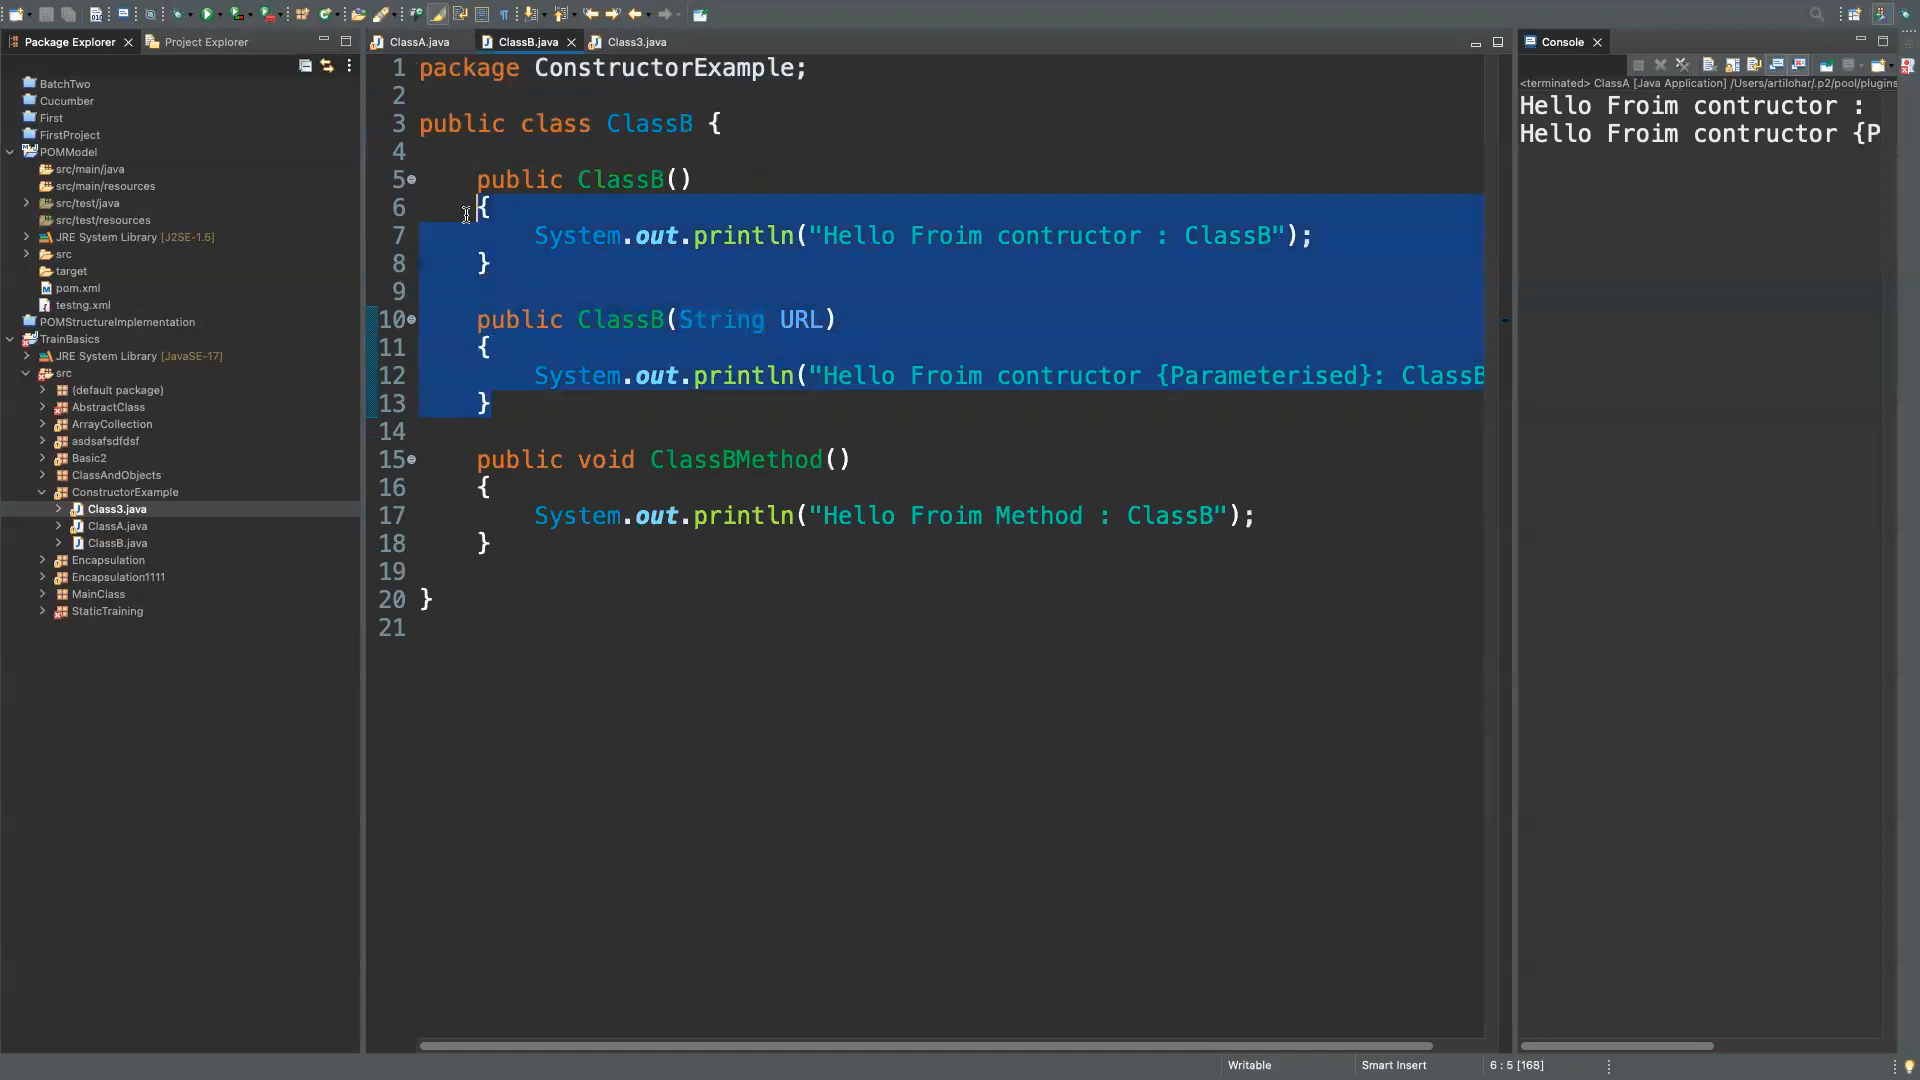 Package Explorer
Project Explorer
BatchTwo
Cucumber
First
FirstProject
POMModel
src/main/java
src/main/resources
src/test/java
src/test/resources
JRE System Library [J2SE-1.5]
src
target
pom.xml
testng.xml
POMStructureImplementation
TrainBasics
JRE System Library [JavaSE-17]
src
(default package)
AbstractClass
ArrayCollection
asdsafsdfdsf
Basic2
ClassAndObjects
ConstructorExample
Class3.java
ClassA.java
ClassB.java
Encapsulation
Encapsulation1111
MainClass
StaticTraining
ClassA.java
ClassB.java
Class3.java
1 package ConstructorExample;
2
3 public class ClassB {
4
5 public ClassB()
6 {
7 System.out.println("Hello Froim contructor : ClassB");
8 }
9
10 public ClassB(String URL)
11 {
12 System.out.println("Hello Froim contructor {Parameterised}: ClassB
13 }
14
15 public void ClassBMethod()
16 {
17 System.out.println("Hello Froim Method : ClassB");
18 }
19
20 }
21
Console
<terminated> ClassA [Java Application] /Users/artilohar/.p2/pool/plugins
Hello Froim contructor :
Hello Froim contructor {P
Writable
Smart Insert
6 : 5 [168]